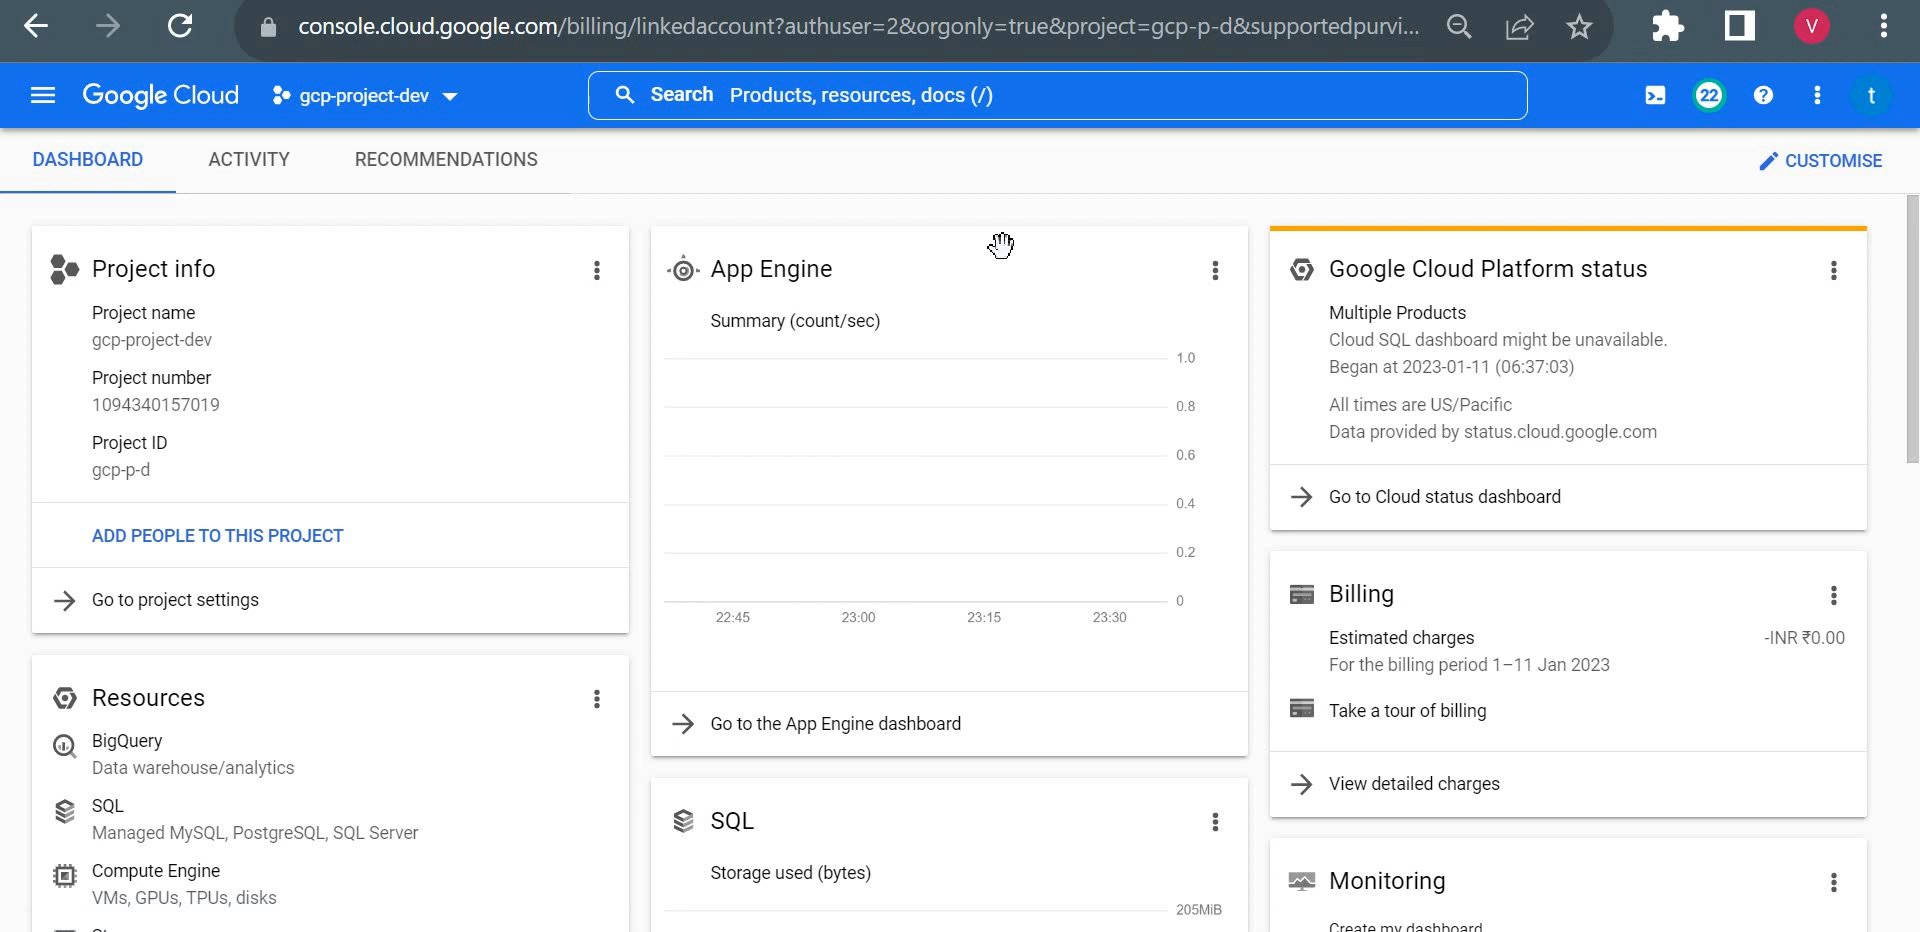 console.cloud.google.com/billing/linkedaccount?authuser=2&orgonly=true&project=gcp-p-d&supportedpurvi...
V
Google Cloud
gcp-project-dev
Search Products, resources, docs (/)
22
?
t
DASHBOARD
ACTIVITY
RECOMMENDATIONS
CUSTOMISE
Project info
Project name
gcp-project-dev
Project number
1094340157019
Project ID
gcp-p-d
ADD PEOPLE TO THIS PROJECT
Go to project settings
Resources
BigQuery
Data warehouse/analytics
SQL
Managed MySQL, PostgreSQL, SQL Server
Compute Engine
VMs, GPUs, TPUs, disks
App Engine
Summary (count/sec)
1.0
0.8
0.6
0.4
0.2
0
22:45 23:00 23:15 23:30
Go to the App Engine dashboard
SQL
Storage used (bytes)
205MiB
Google Cloud Platform status
Multiple Products
Cloud SQL dashboard might be unavailable.
Began at 2023-01-11 (06:37:03)
All times are US/Pacific
Data provided by status.cloud.google.com
Go to Cloud status dashboard
Billing
Estimated charges -INR ₹0.00
For the billing period 1–11 Jan 2023
Take a tour of billing
View detailed charges
Monitoring
Create my dashboard